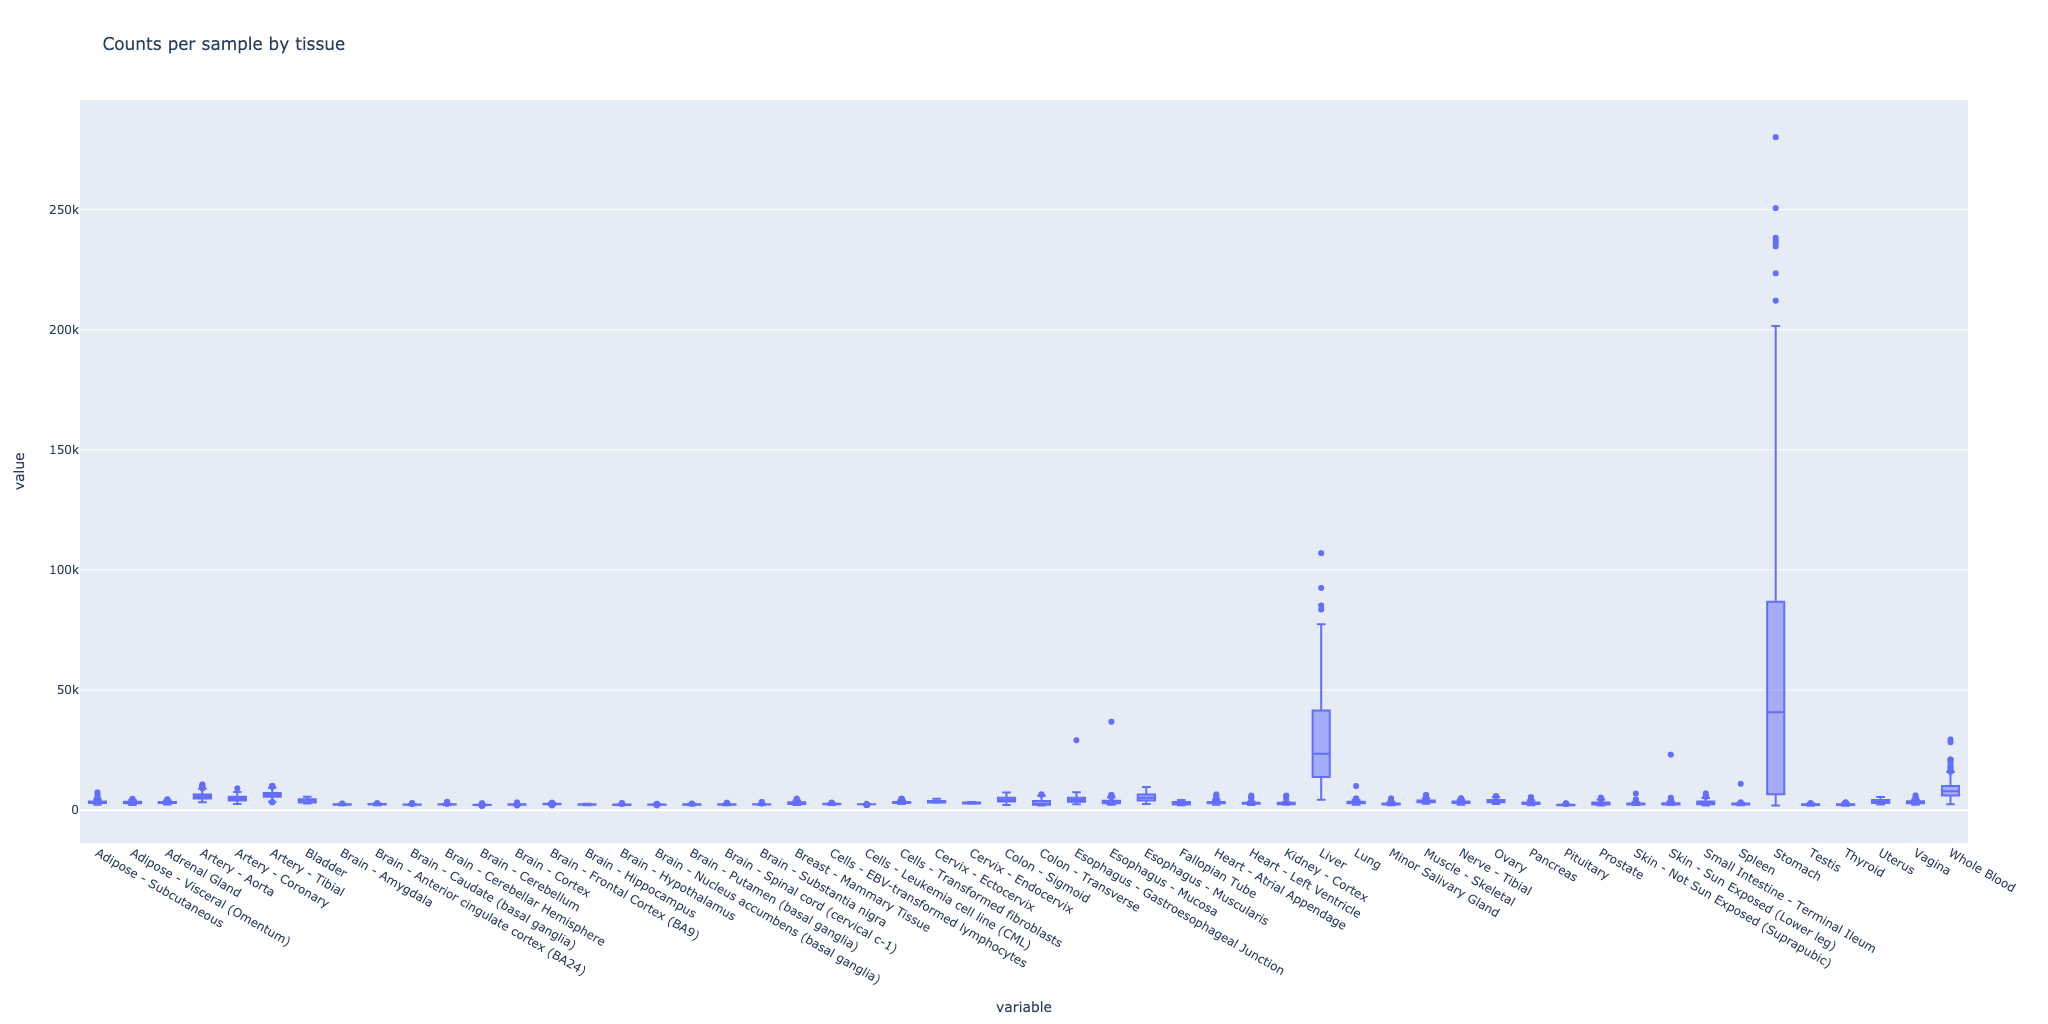 Counts per sample by tissue
250k
200k
150k
100k
50k
0
value
Adipose - Subcutaneous
Adipose - Visceral (Omentum)
Adrenal Gland
Artery - Aorta
Artery - Coronary
Artery - Tibial
Bladder
Brain - Amygdala
Brain - Anterior cingulate cortex (BA24)
Brain - Caudate (basal ganglia)
Brain - Cerebellar Hemisphere
Brain - Cerebellum
Brain - Cortex
Brain - Frontal Cortex (BA9)
Brain - Hippocampus
Brain - Hypothalamus
Brain - Nucleus accumbens (basal ganglia)
Brain - Putamen (basal ganglia)
Brain - Spinal cord (cervical c-1)
Brain - Substantia nigra
Breast - Mammary Tissue
Cells - EBV-transformed lymphocytes
Cells - Leukemia cell line (CML)
Cells - Transformed fibroblasts
Cervix - Ectocervix
Cervix - Endocervix
Colon - Sigmoid
Colon - Transverse
Esophagus - Gastroesophageal Junction
Esophagus - Mucosa
Esophagus - Muscularis
Fallopian Tube
Heart - Atrial Appendage
Heart - Left Ventricle
Kidney - Cortex
Liver
Lung
Minor Salivary Gland
Muscle - Skeletal
Nerve - Tibial
Ovary
Pancreas
Pituitary
Prostate
Skin - Not Sun Exposed (Suprapubic)
Skin - Sun Exposed (Lower leg)
Small Intestine - Terminal Ileum
Spleen
Stomach
Testis
Thyroid
Uterus
Vagina
Whole Blood
variable